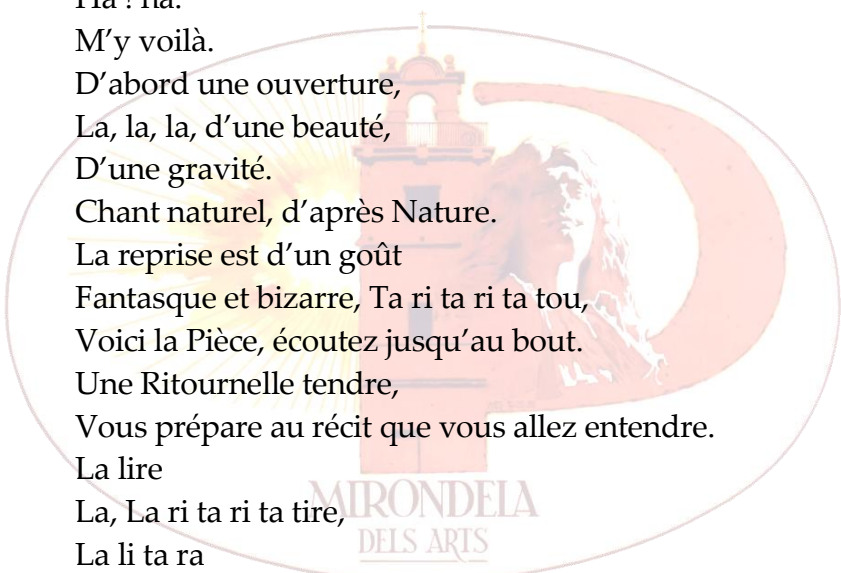 Ha ! ha.
M’y voilà.
D’abord une ouverture,
La, la, la, d’une beauté,
D’une gravité.
Chant naturel, d’après Nature.
La reprise est d’un goût
Fantasque et bizarre, Ta ri ta ri ta tou,
Voici la Pièce, écoutez jusqu’au bout.
Une Ritournelle tendre,
Vous prépare au récit que vous allez entendre.
La lire
La, La ri ta ri ta tire,
La li ta ra
MIRONDELA
DELS ARTS